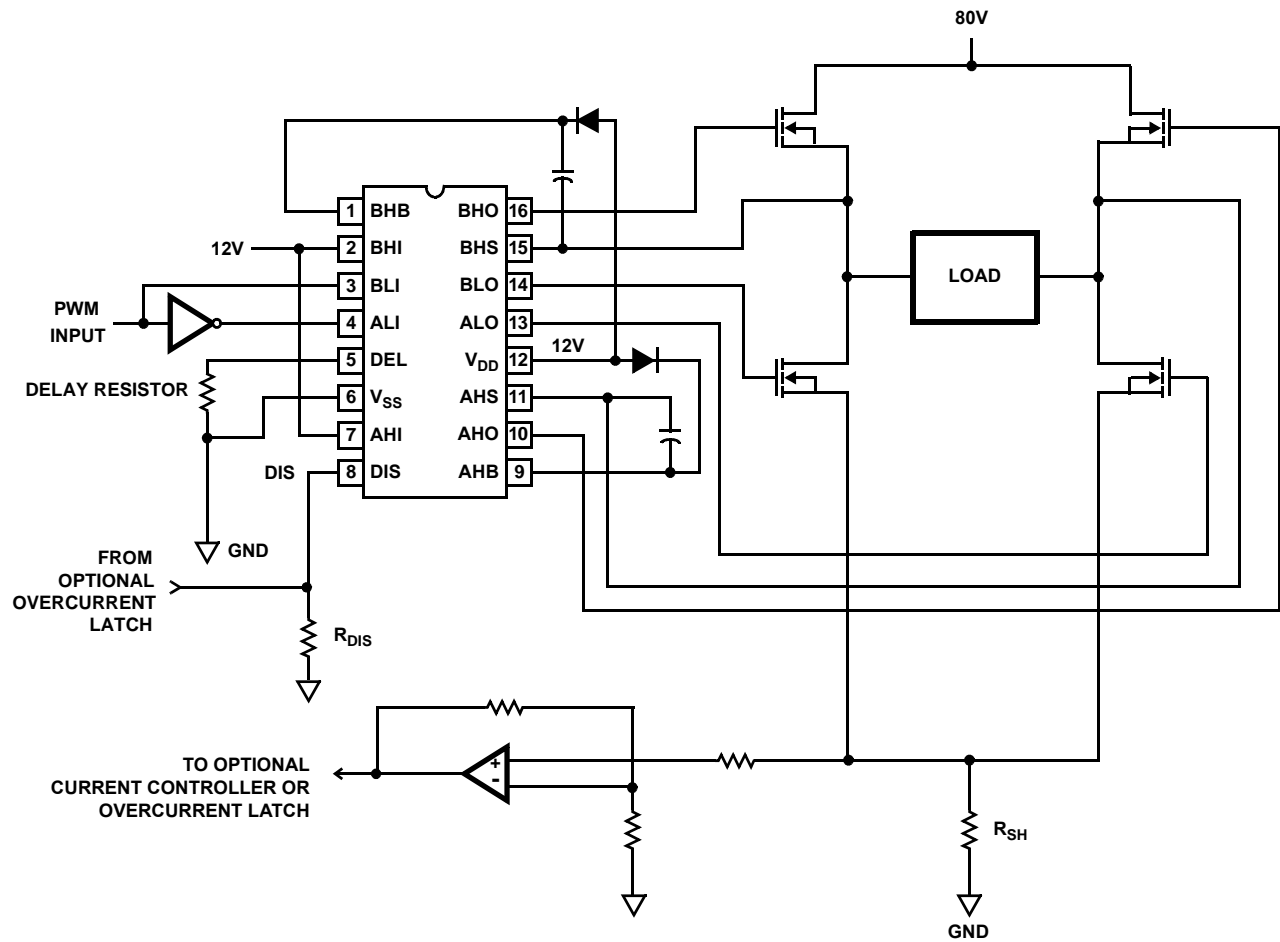 80V
1 BHB BHO 16
12V 2 BHI BHS 15
3 BLI BLO 14
LOAD
PWM
INPUT
4 ALI ALO 13
12V
5 DEL VDD 12
DELAY RESISTOR
6 VSS AHS 11
7 AHI AHO 10
DIS 8 DIS AHB 9
GND
FROM
OPTIONAL
OVERCURRENT
LATCH
RDIS
TO OPTIONAL
CURRENT CONTROLLER OR
OVERCURRENT LATCH
+
-
RSH
GND